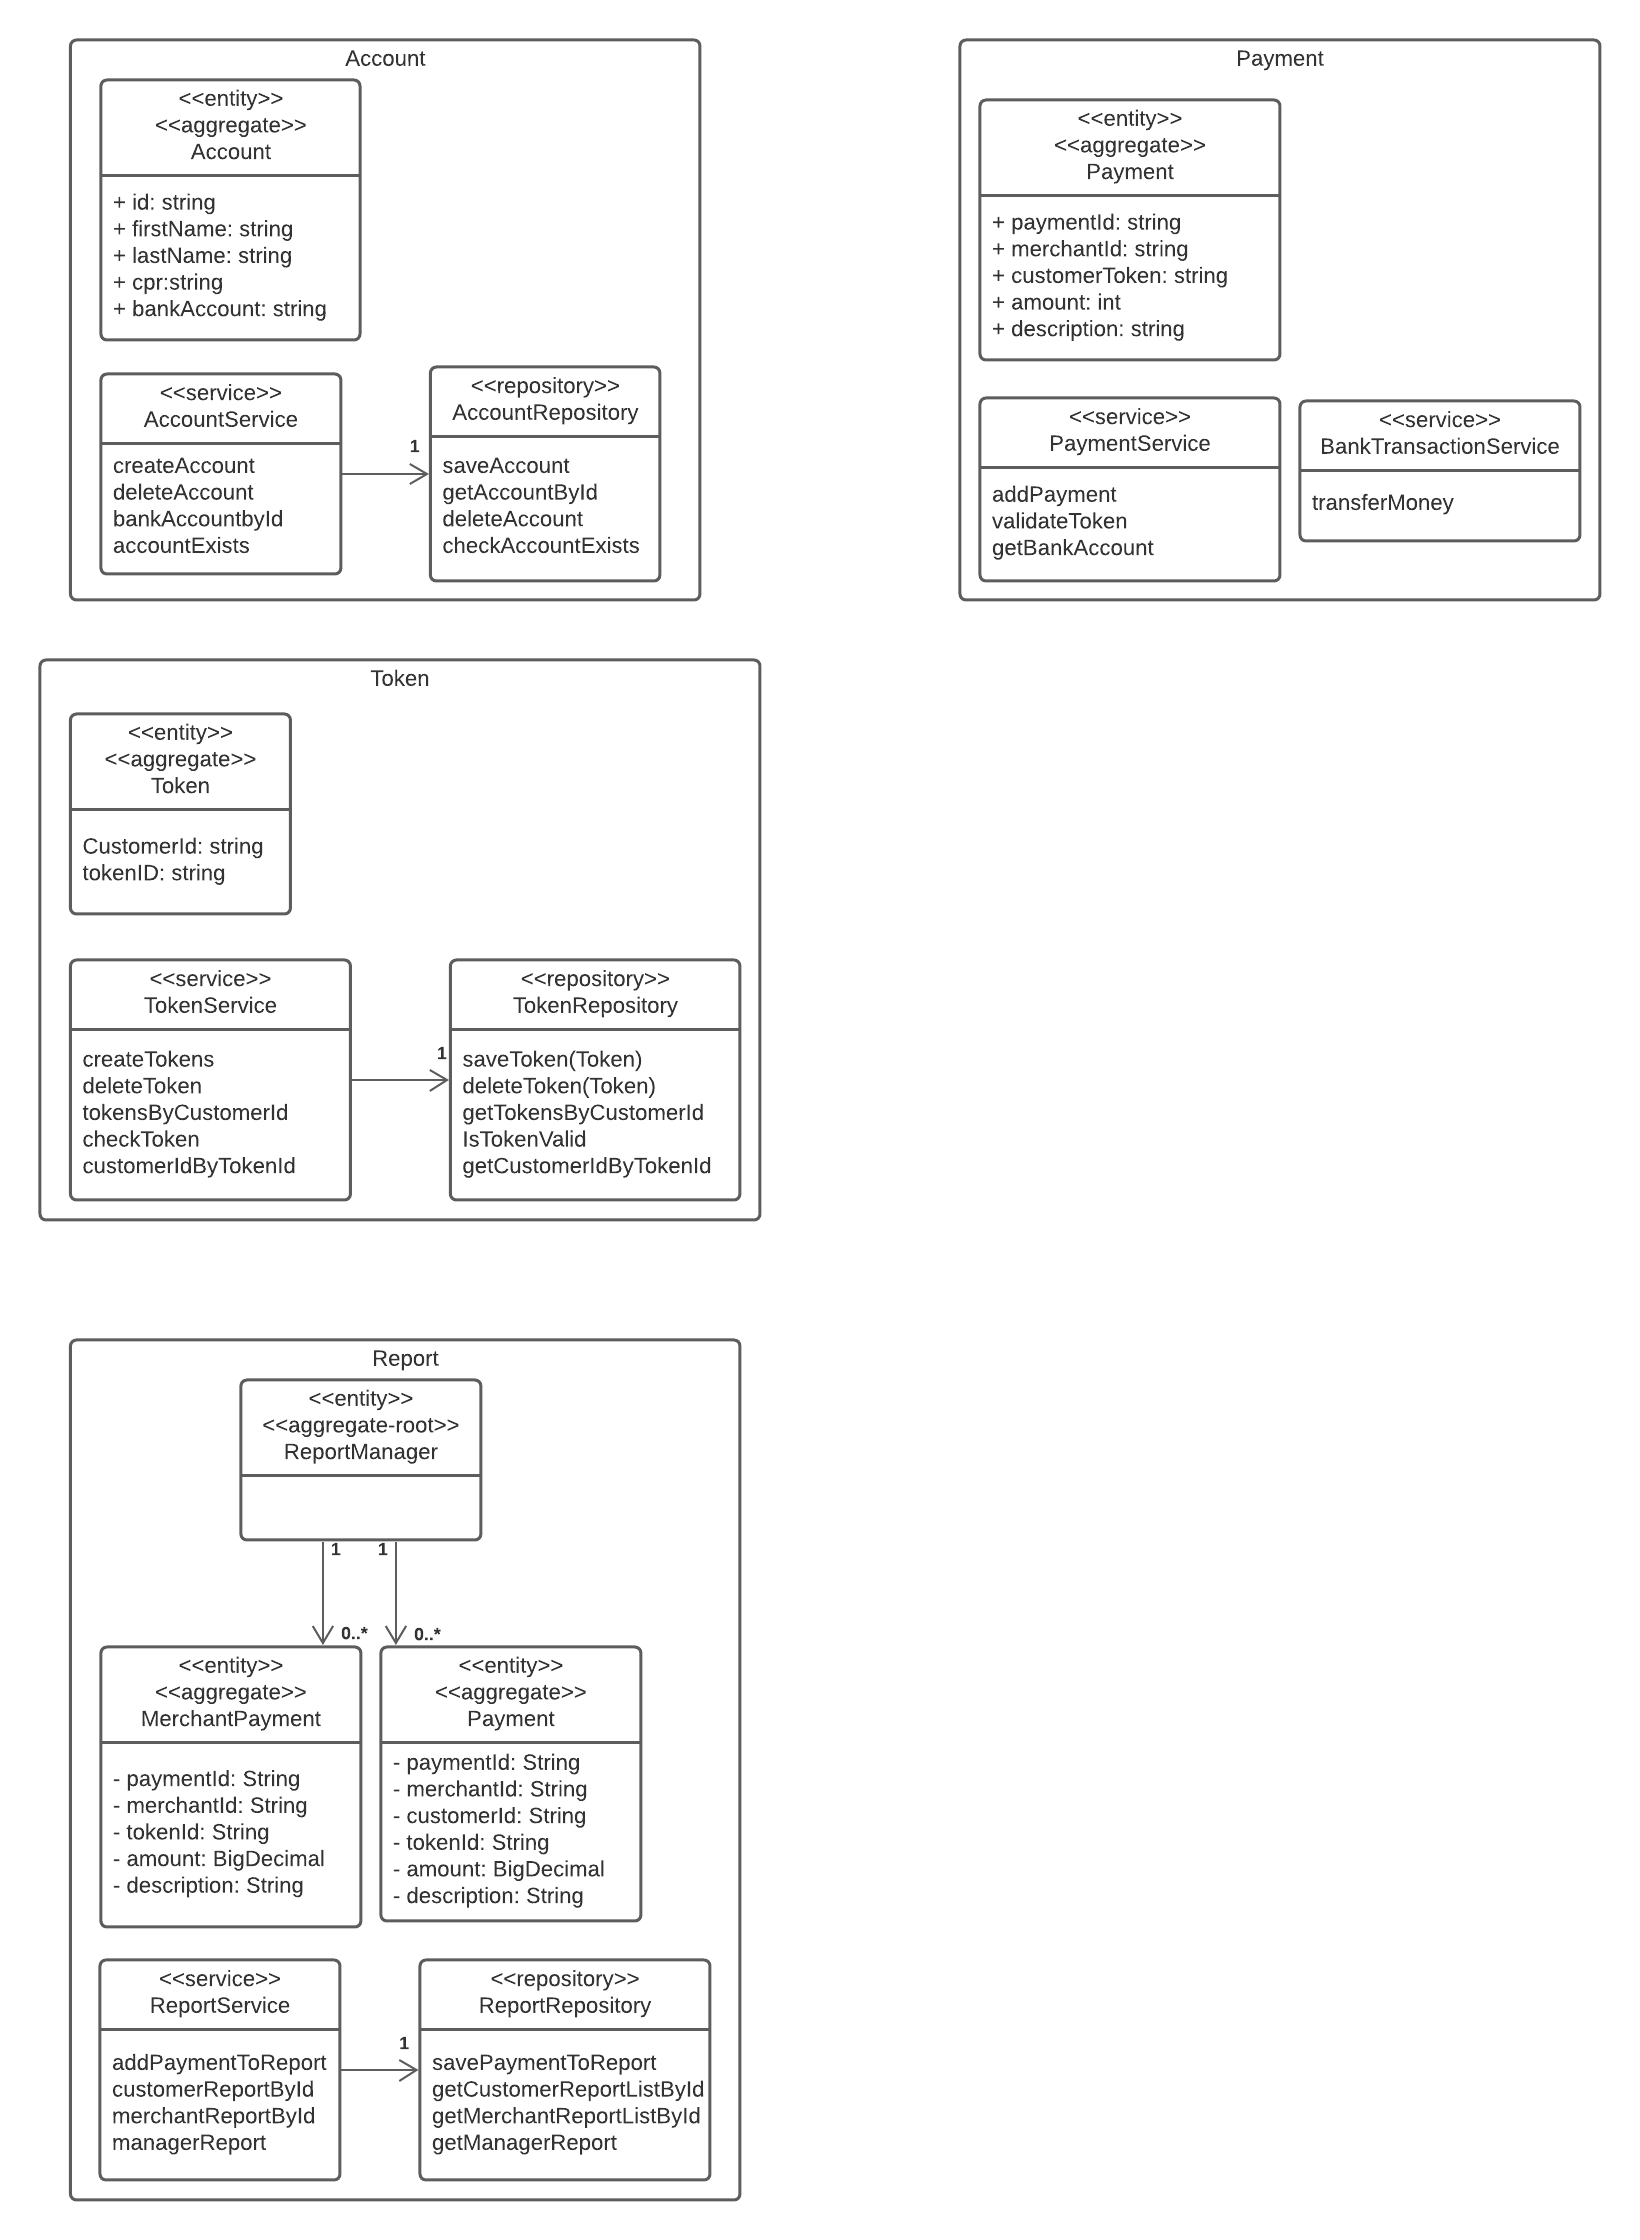 Account
<<entity>>
<<aggregate>>
Account
+ id: string
+ firstName: string
+ lastName: string
+ cpr:string
+ bankAccount: string
<<service>>
AccountService
createAccount
deleteAccount
bankAccountbyId
accountExists
1
<<repository>>
AccountRepository
saveAccount
getAccountById
deleteAccount
checkAccountExists
Payment
<<entity>>
<<aggregate>>
Payment
+ paymentId: string
+ merchantId: string
+ customerToken: string
+ amount: int
+ description: string
<<service>>
PaymentService
addPayment
validateToken
getBankAccount
<<service>>
BankTransactionService
transferMoney
Token
<<entity>>
<<aggregate>>
Token
CustomerId: string
tokenID: string
<<service>>
TokenService
createTokens
deleteToken
tokensByCustomerId
checkToken
customerIdByTokenId
1
<<repository>>
TokenRepository
saveToken(Token)
deleteToken(Token)
getTokensByCustomerId
IsTokenValid
getCustomerIdByTokenId
Report
<<entity>>
<<aggregate-root>>
ReportManager
1
1
0..*
0..*
<<entity>>
<<aggregate>>
MerchantPayment
- paymentId: String
- merchantId: String
- tokenId: String
- amount: BigDecimal
- description: String
<<entity>>
<<aggregate>>
Payment
- paymentId: String
- merchantId: String
- customerId: String
- tokenId: String
- amount: BigDecimal
- description: String
<<service>>
ReportService
addPaymentToReport
customerReportById
merchantReportById
managerReport
1
<<repository>>
ReportRepository
savePaymentToReport
getCustomerReportListById
getMerchantReportListById
getManagerReport